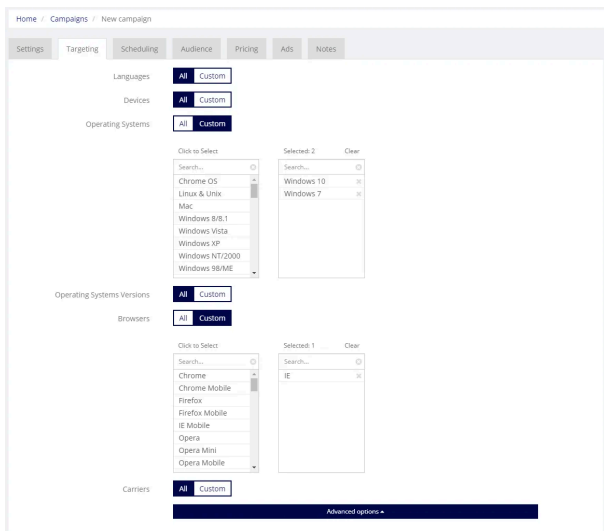 Home / Campaigns / New campaign
Settings Targeting Scheduling Audience Pricing Ads Notes
Languages All Custom
Devices All Custom
Operating Systems All Custom
Click to Select Selected: 2 Clear
Search... Search...
Chrome OS Windows 10
Linux & Unix Windows 7
Mac
Windows 8/8.1
Windows Vista
Windows XP
Windows NT/2000
Windows 98/ME
Operating Systems Versions All Custom
Browsers All Custom
Click to Select Selected: 1 Clear
Search... Search...
Chrome IE
Chrome Mobile
Firefox
Firefox Mobile
IE Mobile
Opera
Opera Mini
Opera Mobile
Carriers All Custom
Advanced options